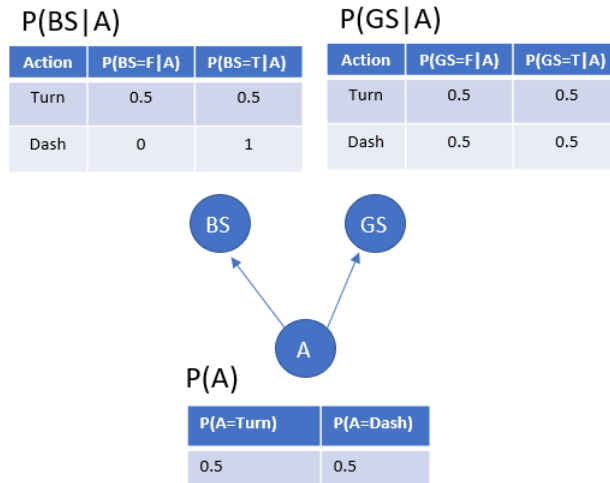 P(BS|A)
P(GS|A)
Action P(BS=F|A) P(BS=T|A)
Turn 0.5 0.5
Dash 0 1
Action P(GS=F|A) P(GS=T|A)
Turn 0.5 0.5
Dash 0.5 0.5
BS
GS
A
P(A)
P(A=Turn) P(A=Dash)
0.5 0.5